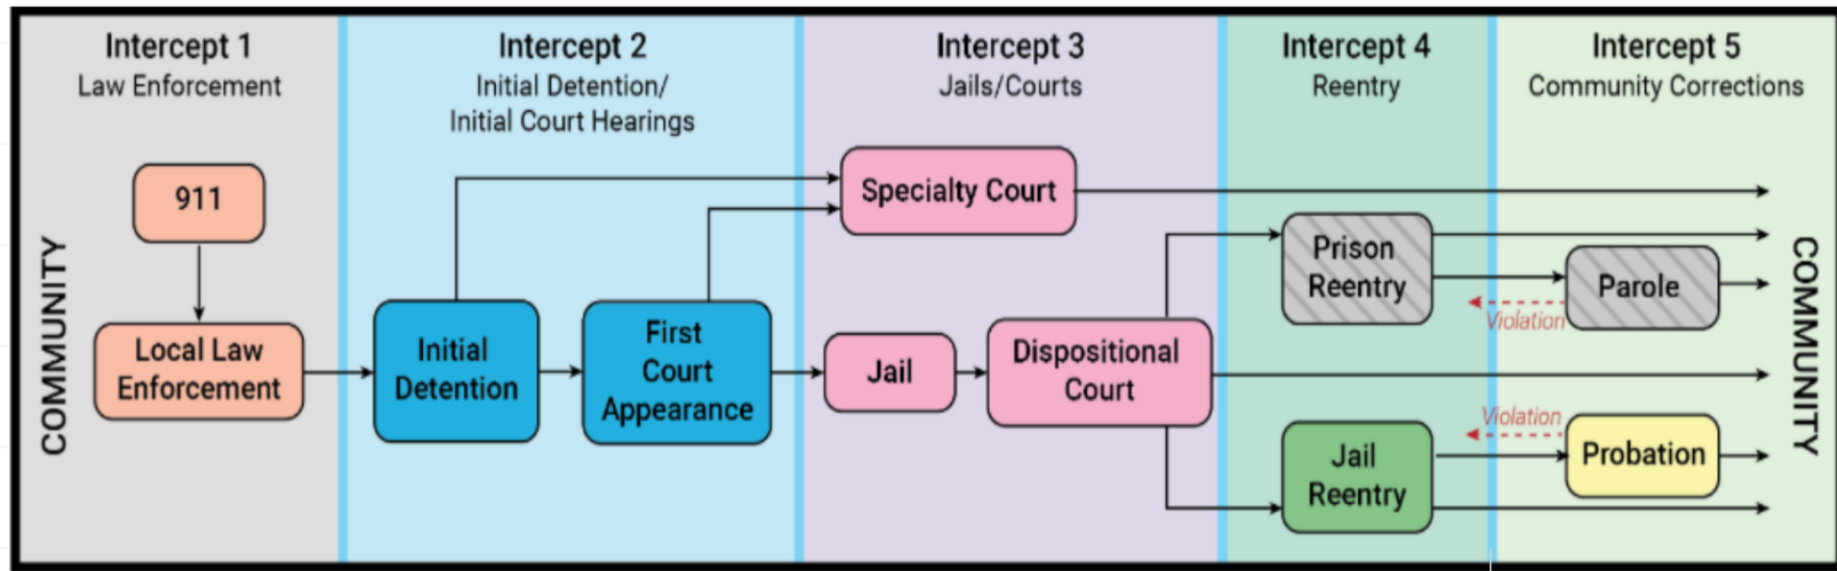 Intercept 1
Law Enforcement
Intercept 2
Initial Detention/
Initial Court Hearings
Intercept 3
Jails/Courts
Intercept 4
Reentry
Intercept 5
Community Corrections
COMMUNITY
911
Local Law
Enforcement
Initial
Detention
First
Court
Appearance
Specialty Court
Jail
Dispositional
Court
Prison
Reentry
Parole
Violation
Jail
Reentry
Violation
Probation
COMMUNITY